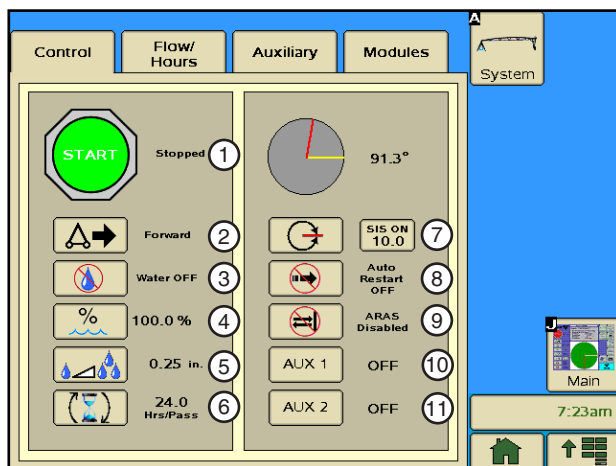 Control
Flow/
Hours
Auxiliary
Modules
A
System
START
Stopped
1
91.3°
Forward
2
SIS ON
10.0
7
Water OFF
3
Auto
Restart
OFF
8
%
100.0 %
4
ARAS
Disabled
9
0.25 in.
5
AUX 1
OFF
10
24.0
Hrs/Pass
6
AUX 2
OFF
11
J
Main
7:23am